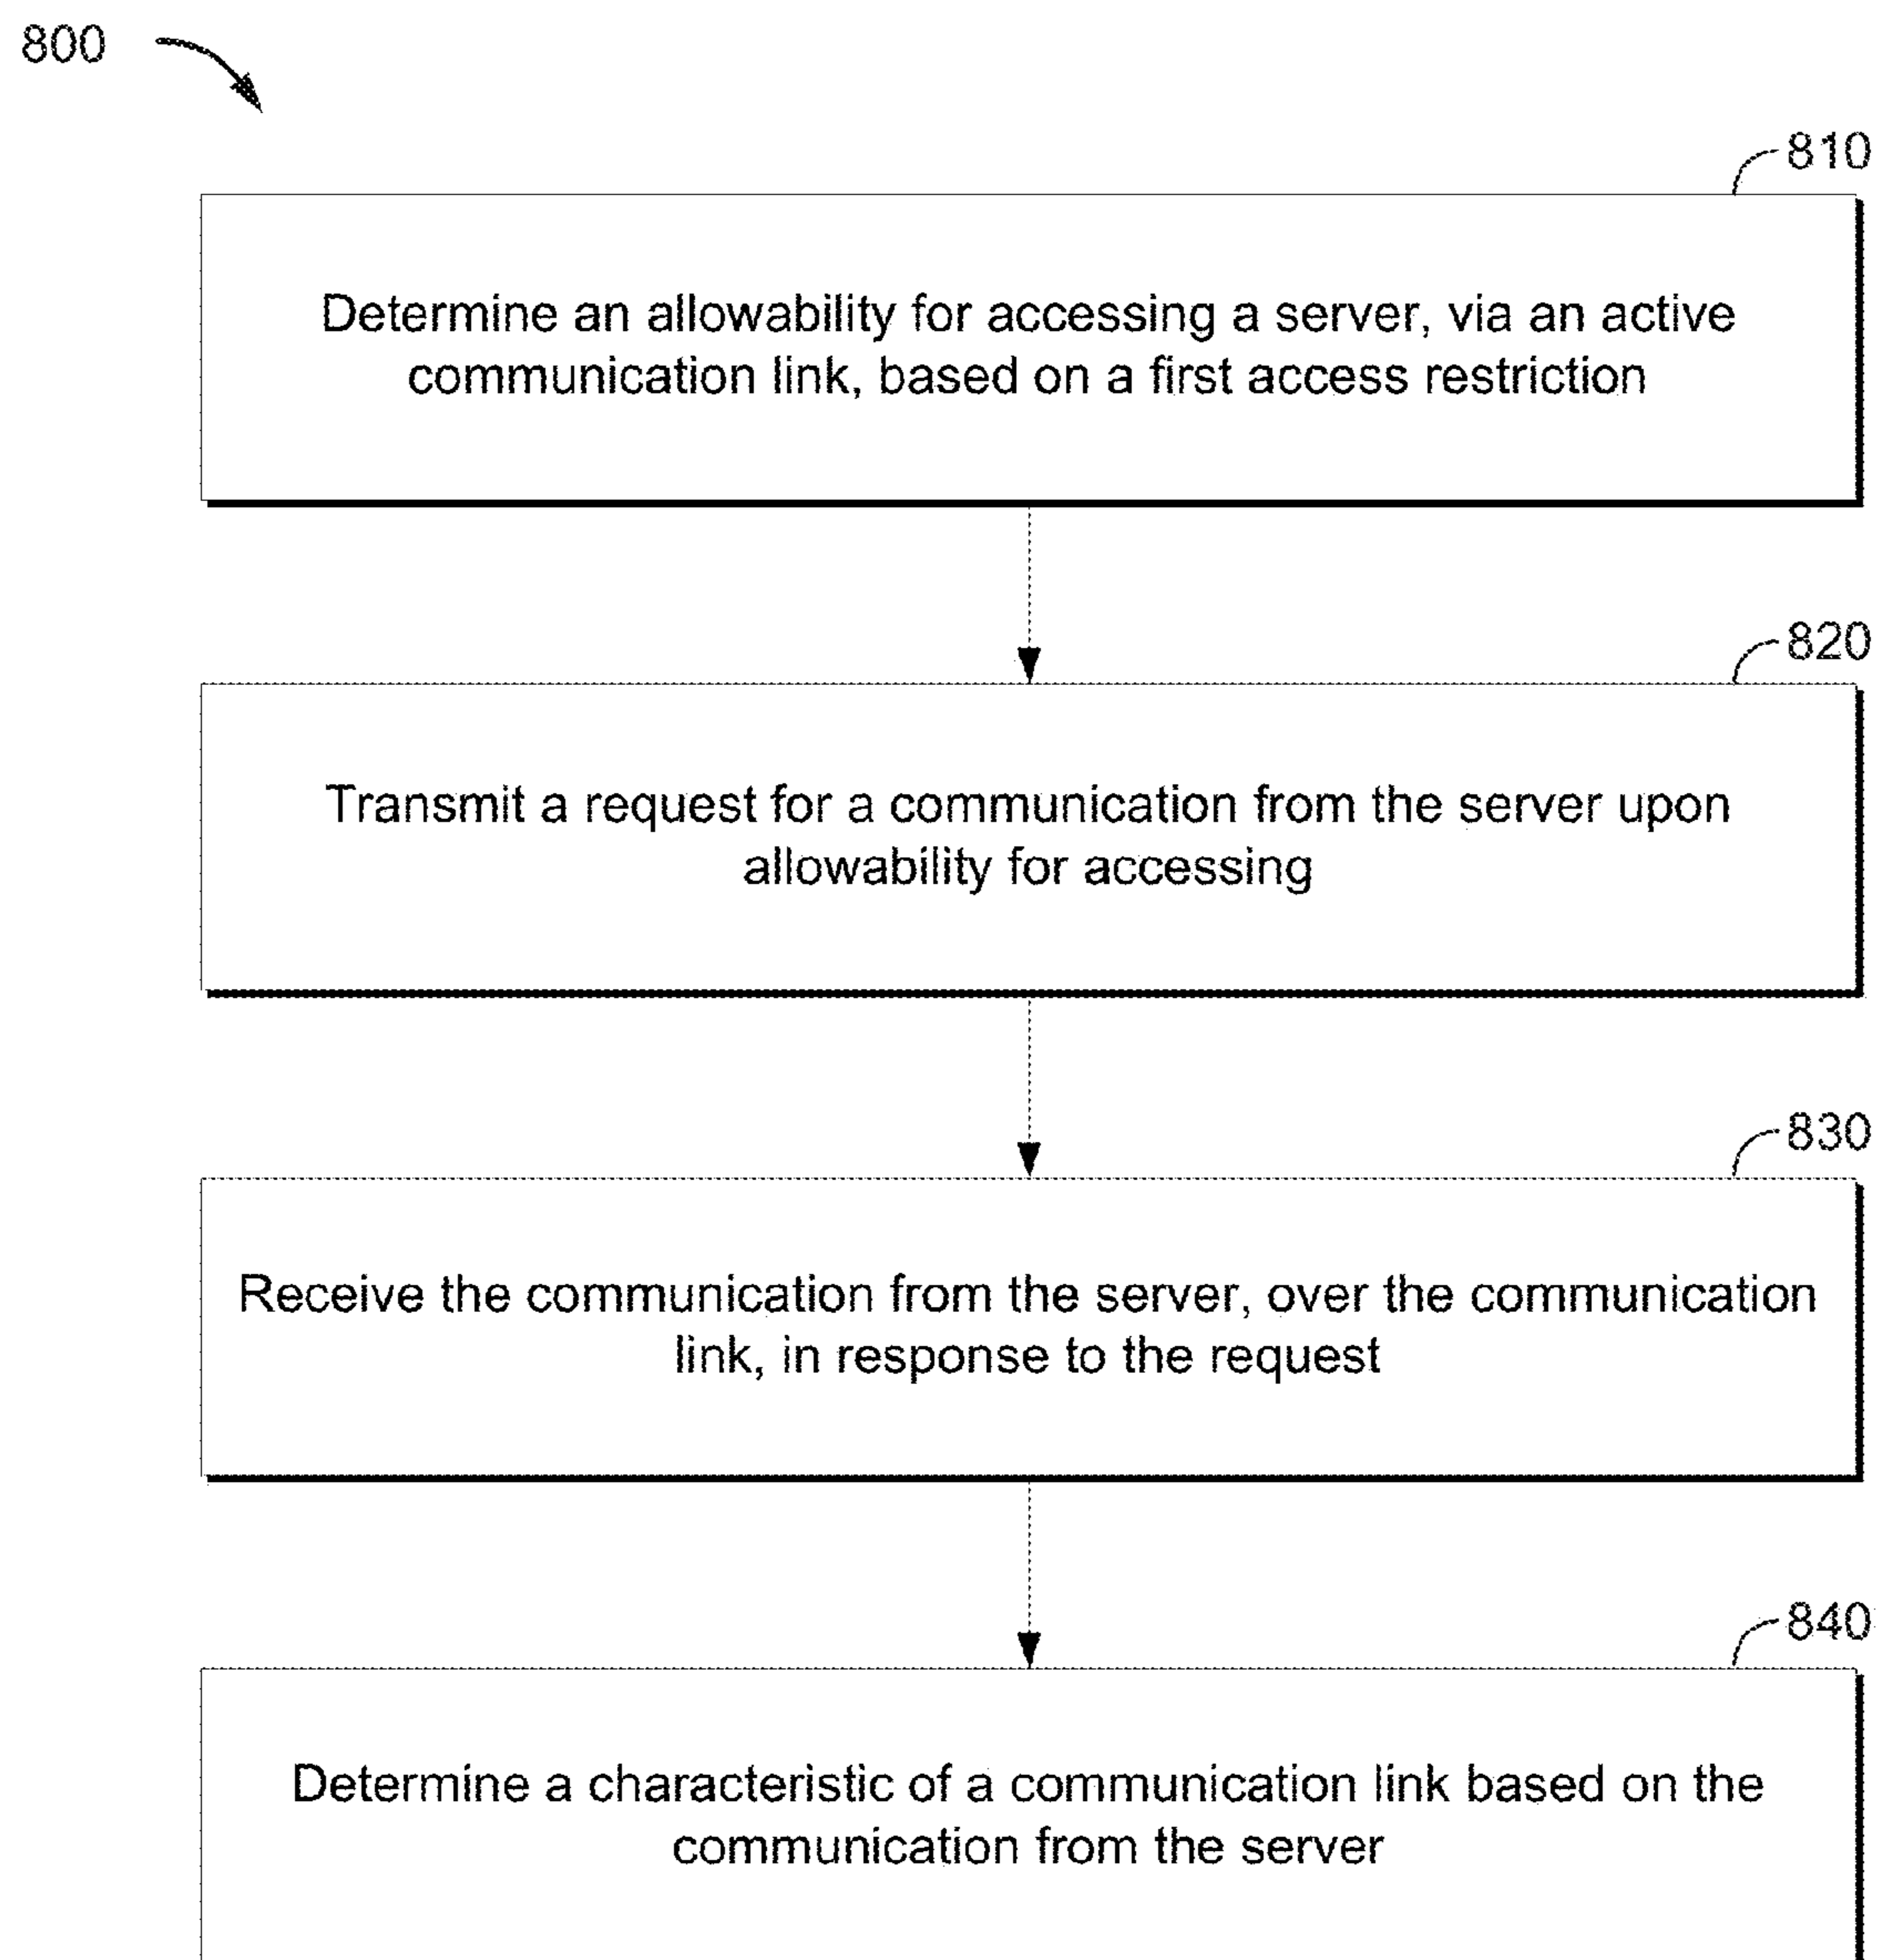 800
810
Determine an allowability for accessing a server, via an active
communication link, based on a first access restriction
820
Transmit a request for a communication from the server upon
allowability for accessing
830
Receive the communication from the server, over the communication
link, in response to the request
840
Determine a characteristic of a communication link based on the
communication from the server